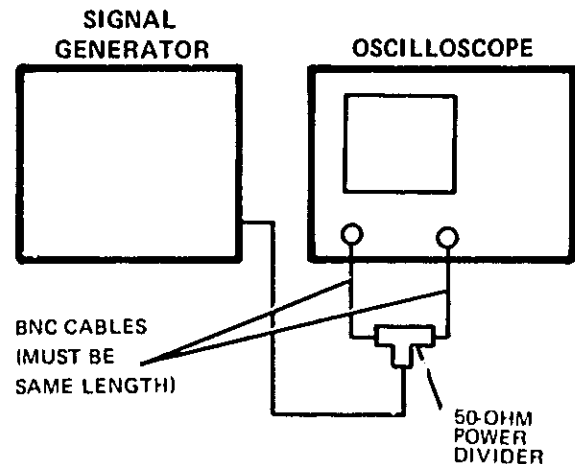 SIGNAL
GENERATOR
OSCILLOSCOPE
BNC CABLES
(MUST BE
SAME LENGTH)
50-OHM
POWER
DIVIDER